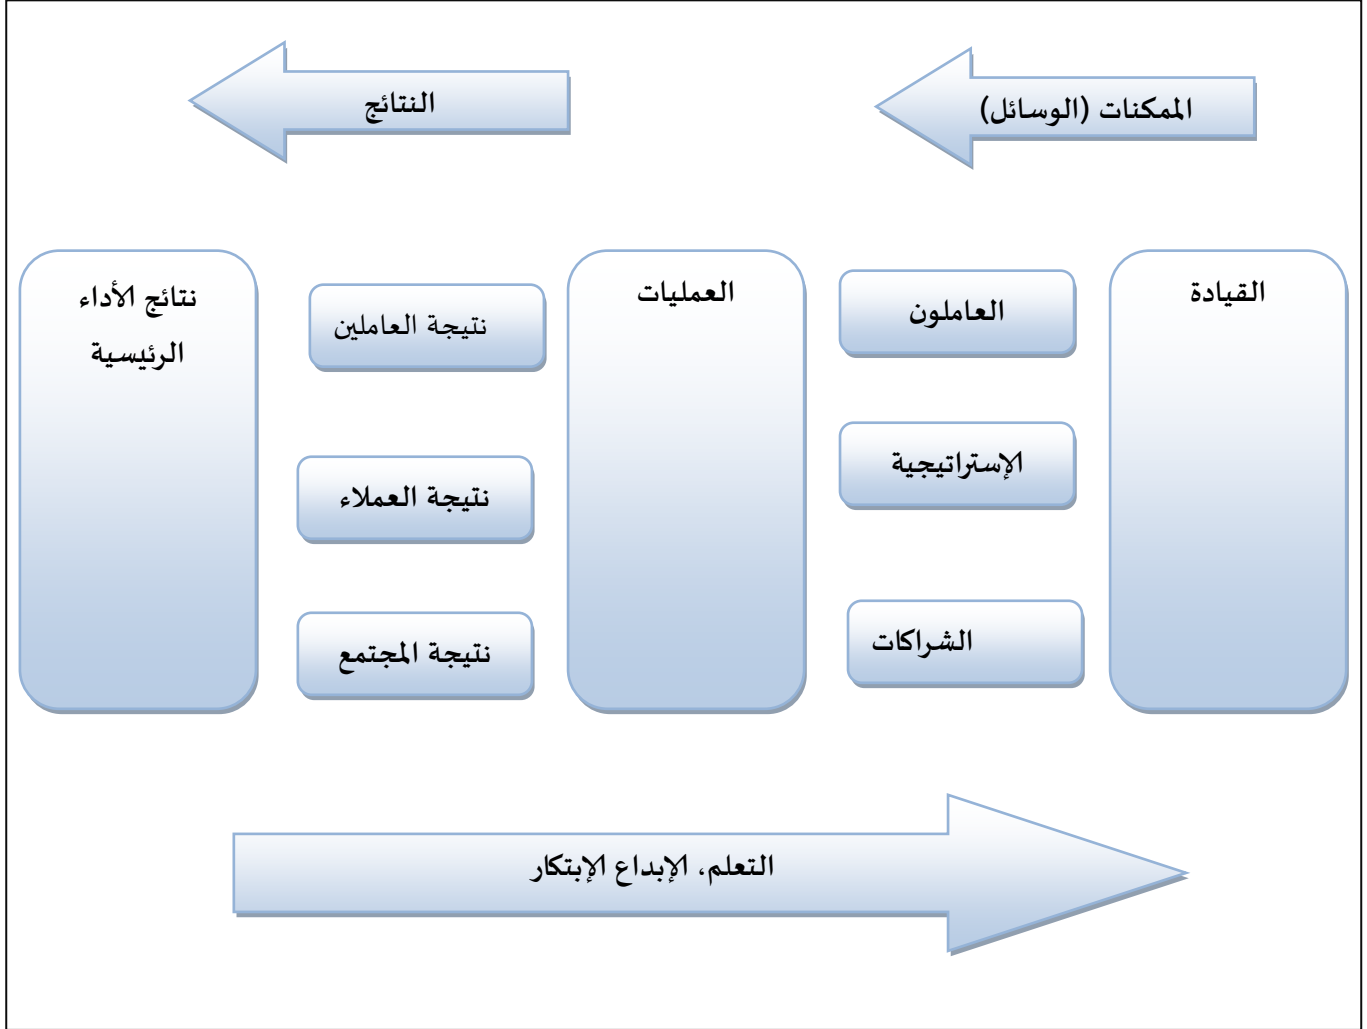 الممكنات (الوسائل)
النتائج
القيادة
العاملون
الإستراتيجية
الشراكات
العمليات
نتيجة العاملين
نتيجة العملاء
نتيجة المجتمع
نتائج الأداء
الرئيسية
التعلم، الإبداع الإبتكار